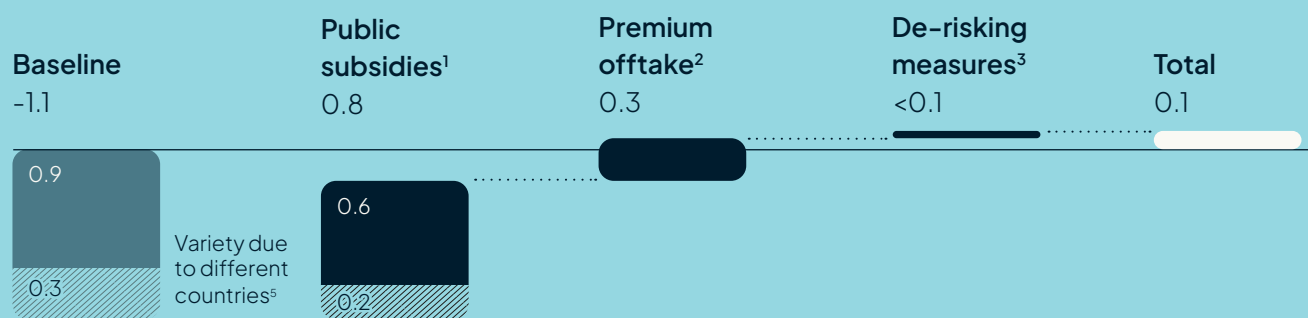 Baseline
-1.1
Public
subsidies¹
0.8
Premium
offtake²
0.3
De-risking
measures³
<0.1
Total
0.1
0.9
0.3
Variety due
to different
countries⁵
0.6
0.2